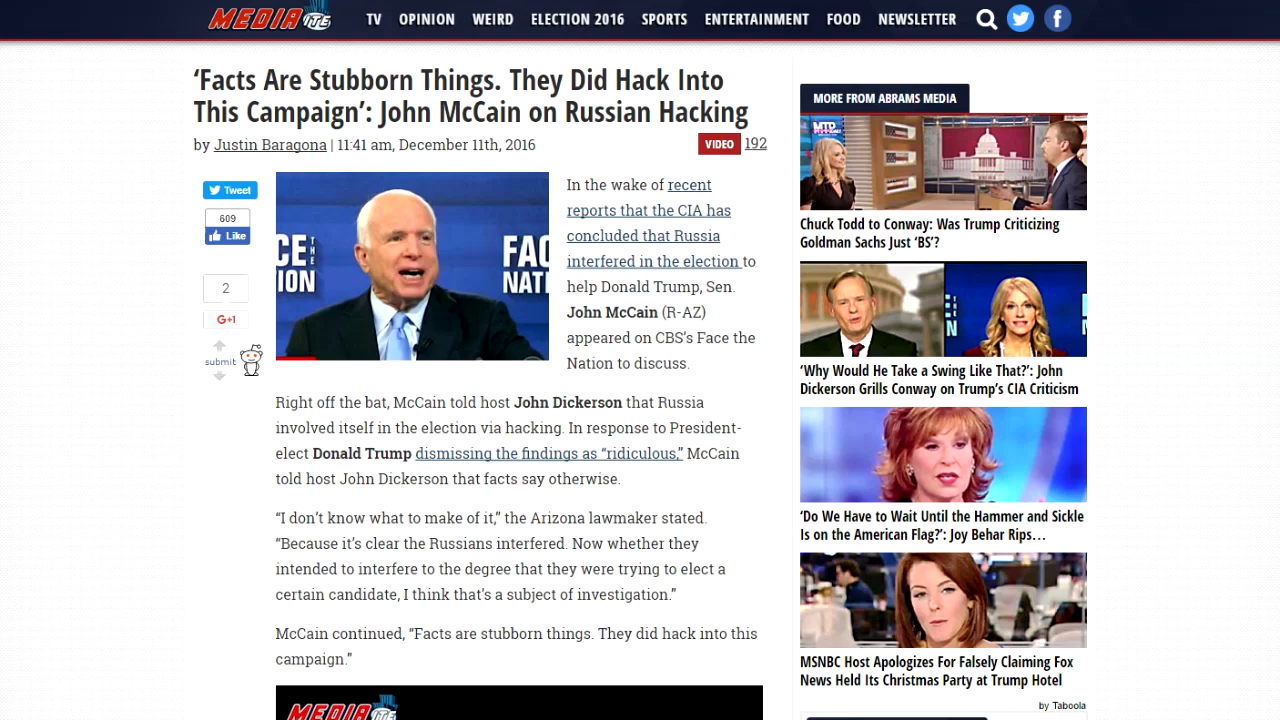 MEDIAITE
TV OPINION WEIRD ELECTION 2016 SPORTS ENTERTAINMENT FOOD NEWSLETTER
‘Facts Are Stubborn Things. They Did Hack Into
This Campaign’: John McCain on Russian Hacking
by Justin Baragona | 11:41 am, December 11th, 2016
VIDEO 192
Tweet
609
Like
2
G+1
submit
CE THE FAC
ION NATI
In the wake of recent
reports that the CIA has
concluded that Russia
interfered in the election to
help Donald Trump, Sen.
John McCain (R-AZ)
appeared on CBS’s Face the
Nation to discuss.
Right off the bat, McCain told host John Dickerson that Russia
involved itself in the election via hacking. In response to President-
elect Donald Trump dismissing the findings as “ridiculous,” McCain
told host John Dickerson that facts say otherwise.
“I don’t know what to make of it,” the Arizona lawmaker stated.
“Because it’s clear the Russians interfered. Now whether they
intended to interfere to the degree that they were trying to elect a
certain candidate, I think that’s a subject of investigation.”
McCain continued, “Facts are stubborn things. They did hack into this
campaign.”
MEDIAITE
MORE FROM ABRAMS MEDIA
MTP
Chuck Todd to Conway: Was Trump Criticizing
Goldman Sachs Just ‘BS’?
‘Why Would He Take a Swing Like That?’: John
Dickerson Grills Conway on Trump’s CIA Criticism
‘Do We Have to Wait Until the Hammer and Sickle
Is on the American Flag?’: Joy Behar Rips…
MSNBC Host Apologizes For Falsely Claiming Fox
News Held Its Christmas Party at Trump Hotel
by Taboola